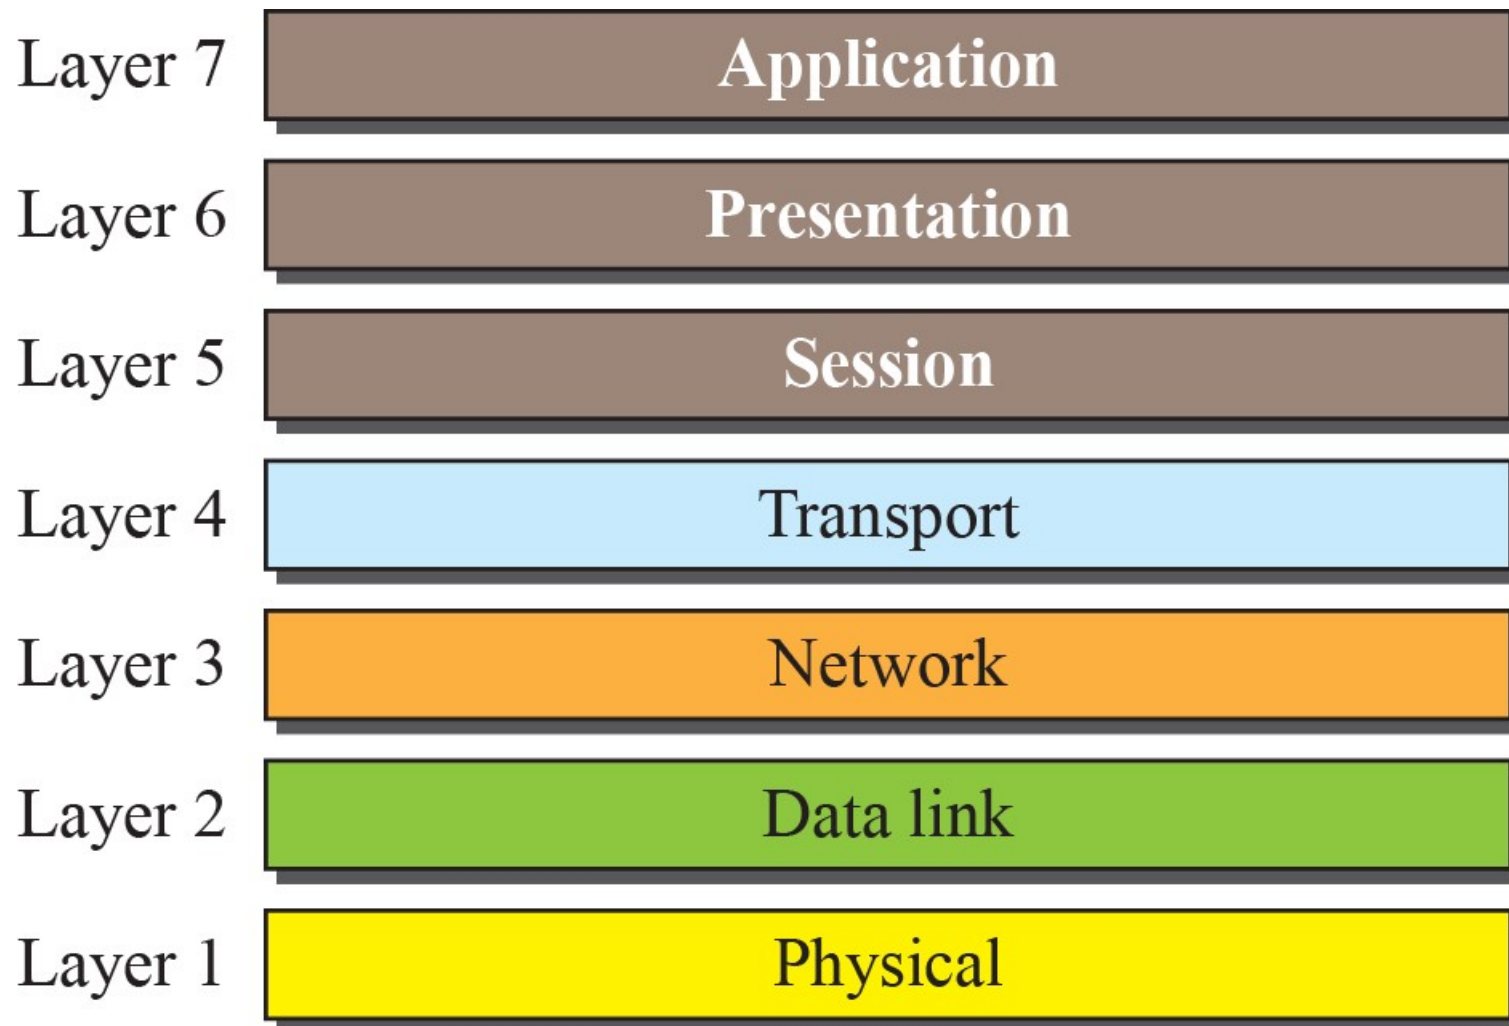 Layer 7 Application
Layer 6 Presentation
Layer 5 Session
Layer 4 Transport
Layer 3 Network
Layer 2 Data link
Layer 1 Physical